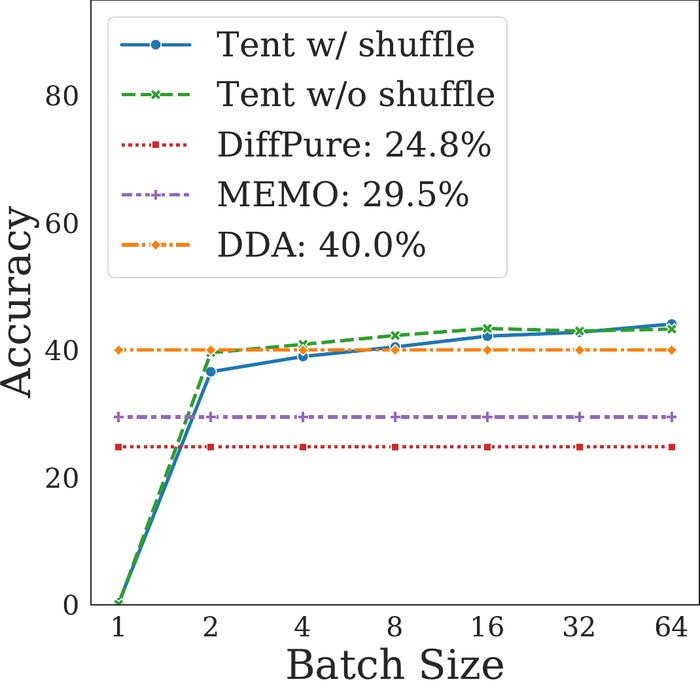 Tent w/ shuffle
Tent w/o shuffle
DiffPure: 24.8%
MEMO: 29.5%
DDA: 40.0%
Accuracy
80
60
40
20
0
1 2 4 8 16 32 64
Batch Size